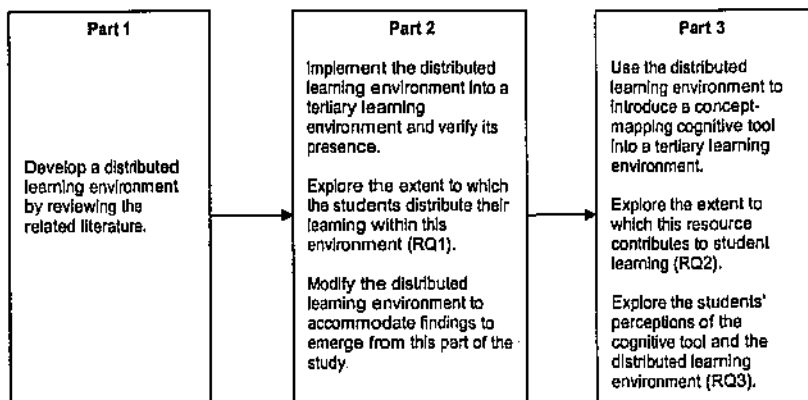 Part 1
Develop a distributed
learning environment
by reviewing the
related literature.
Part 2
Implement the distributed
learning environment into a
tertiary learning
environment and verify its
presence.
Explore the extent to which
the students distribute their
learning within this
environment (RQ1).
Modify the distributed
learning environment to
accommodate findings to
emerge from this part of the
study.
Part 3
Use the distributed
learning environment to
introduce a concept-
mapping cognitive tool
into a tertiary learning
environment.
Explore the extent to
which this resource
contributes to student
learning (RQ2).
Explore the students'
perceptions of the
cognitive tool and the
distributed learning
environment (RQ3).